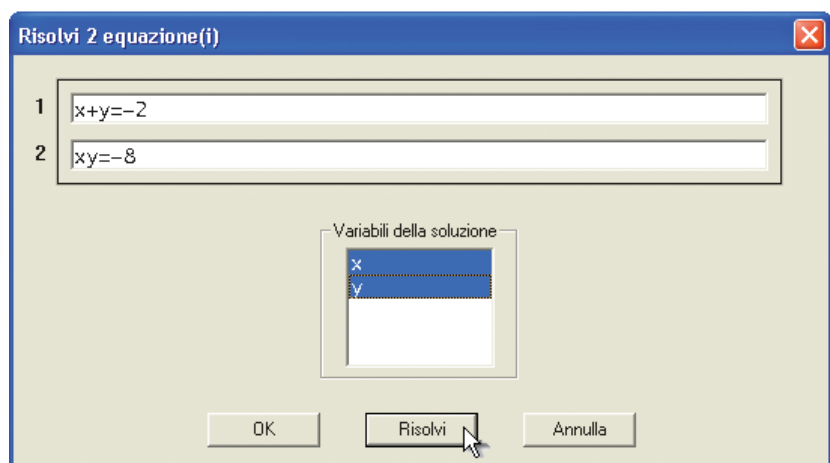 Risolvi 2 equazione(i)
1 x+y=−2
2 xy=−8
Variabili della soluzione
x
y
OK Risolvi Annulla